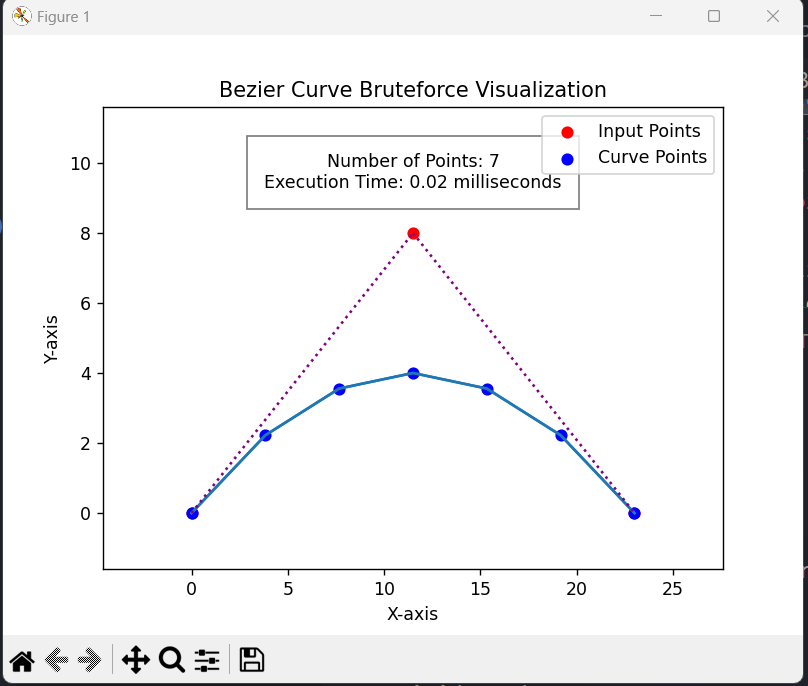 Figure 1
Bezier Curve Bruteforce Visualization
Input Points
Curve Points
Number of Points: 7
Execution Time: 0.02 milliseconds
10
8
6
4
2
0
Y-axis
0 5 10 15 20 25
X-axis